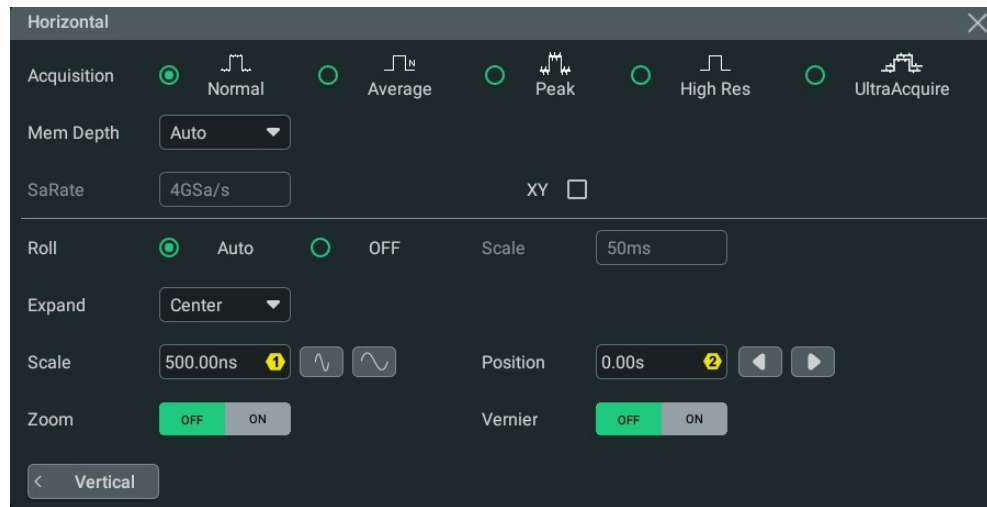 Horizontal
Acquisition Normal N Average Peak High Res UltraAcquire
Mem Depth Auto
SaRate 4GSa/s XY
Roll Auto OFF Scale 50ms
Expand Center
Scale 500.00ns 1 Position 0.00s 2
Zoom OFF ON Vernier OFF ON
< Vertical